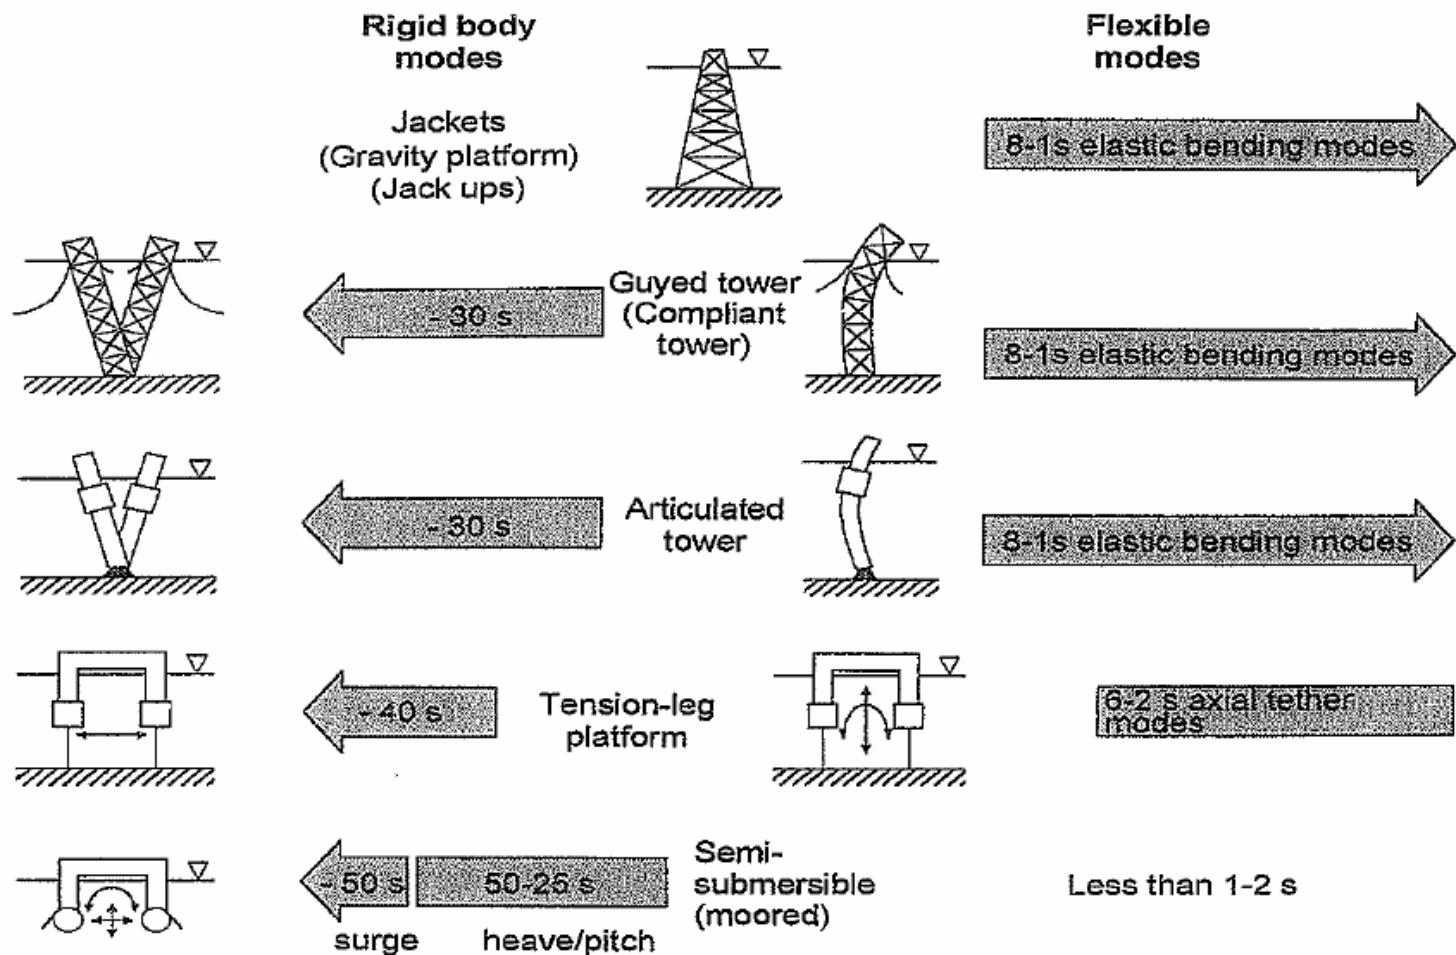 Rigid body
modes
Flexible
modes
Jackets
(Gravity platform)
(Jack ups)
8-1s elastic bending modes
- 30 s
Guyed tower
(Compliant
tower)
8-1s elastic bending modes
- 30 s
Articulated
tower
8-1s elastic bending modes
- 40 s
Tension-leg
platform
6-2 s axial tether
modes
- 50 s
50-25 s
Semi-
submersible
(moored)
Less than 1-2 s
surge
heave/pitch